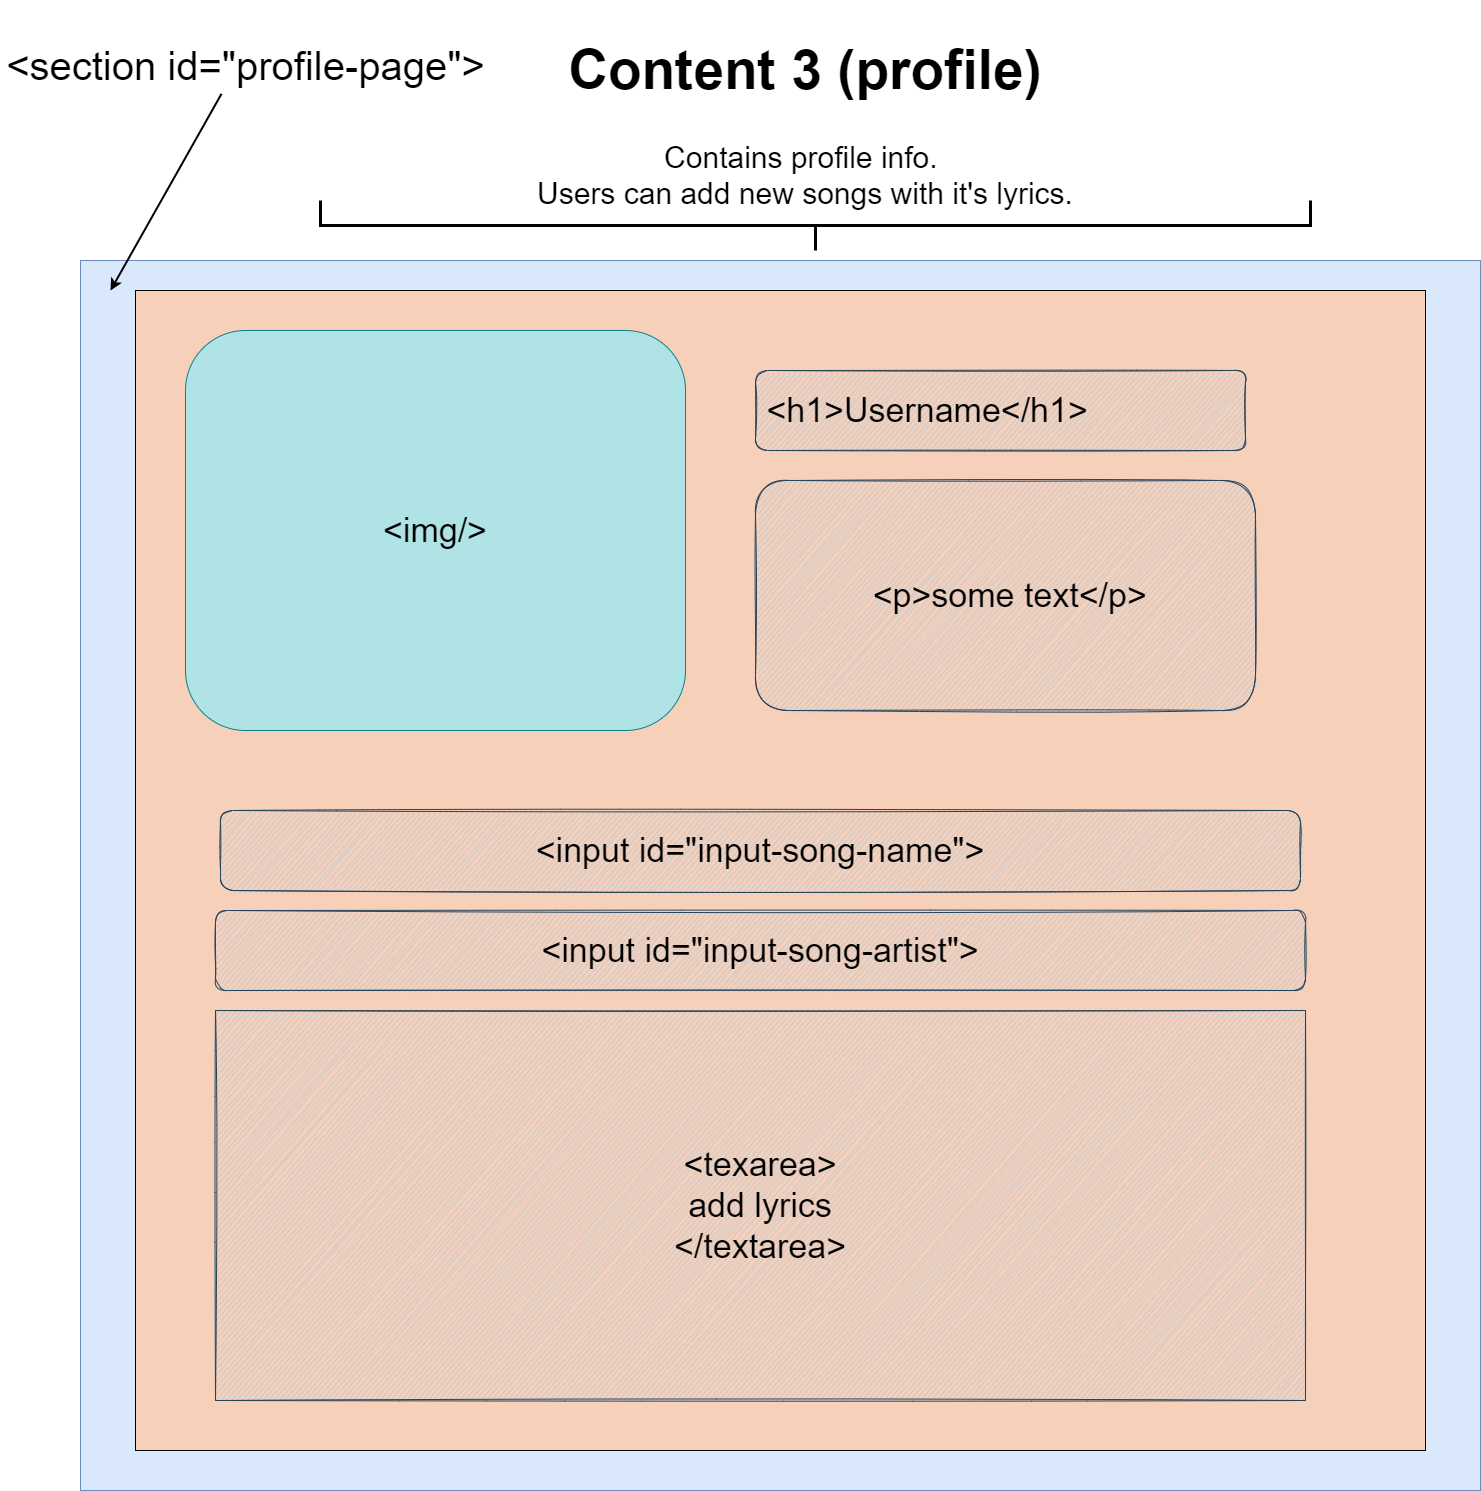 <section id="profile-page">
Content 3 (profile)
Contains profile info.
Users can add new songs with it's lyrics.
<img/>
<h1>Username</h1>
<p>some text</p>
<input id="input-song-name">
<input id="input-song-artist">
<texarea>
add lyrics
</textarea>